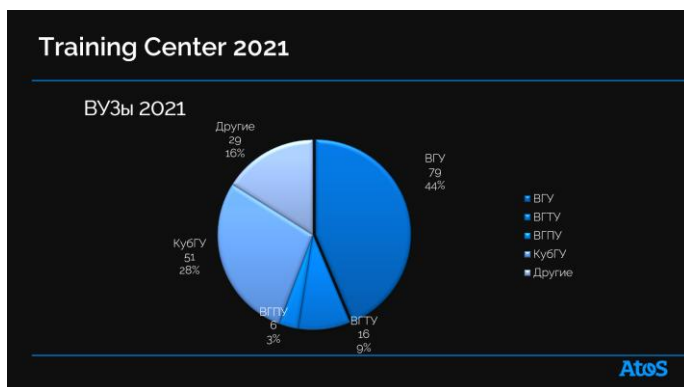 Training Center 2021
ВУЗы 2021
Другие
29
16%
ВГУ
79
44%
КубГУ
51
28%
ВГПУ
6
3%
ВГТУ
16
9%
ВГУ
ВГТУ
ВГПУ
КубГУ
Другие
Atos